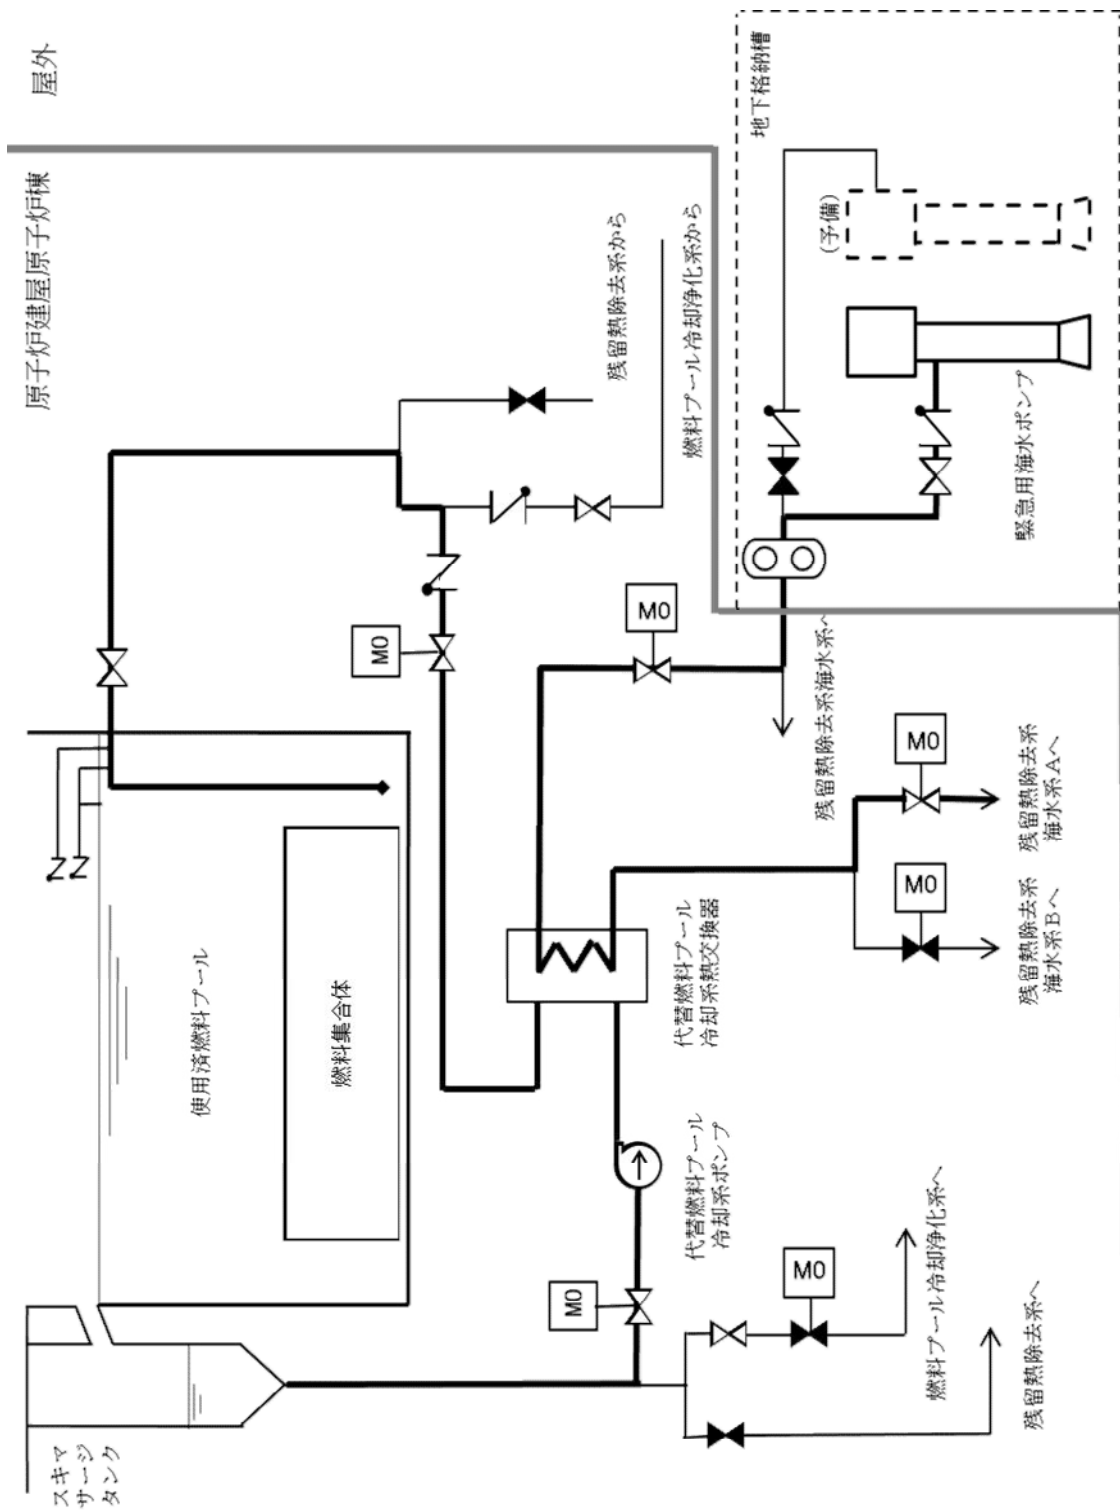 屋外
原子炉建屋原子炉棟
地下格納槽
(予備)
緊急用海水ポンプ
残留熱除去系から
燃料プール冷却浄化系から
MO
MO
残留熱除去系海水系へ
MO
残留熱除去系
海水系Aへ
MO
残留熱除去系
海水系Bへ
使用済燃料プール
燃料集合体
代替燃料プール
冷却系熱交換器
代替燃料プール
冷却系ポンプ
MO
MO
燃料プール冷却浄化系へ
残留熱除去系へ
スキマ
サージ
タンク